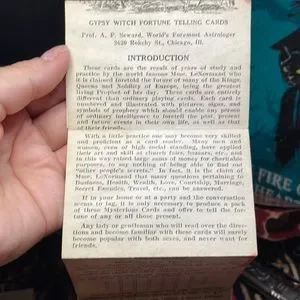 GYPSY WITCH FORTUNE TELLING CARDS
Prof. A. F. Seward, World's Foremost Astrologer
3620 Rokeby St., Chicago, Ill.
INTRODUCTION
These cards are the result of years of study and
practice by the world famous Mme. LeNormand who
it is claimed foretold the future of many of the Kings,
Queens and Nobility of Europe, being the greatest
living Prophet of her day. These cards are entirely
different than ordinary playing cards. Each card is
numbered and illustrated with pictures, signs, and
symbols of prophecy which should enable any person
of ordinary intelligence to foretell the past, present
and future events in their own life, as well as that
of their friends.
With a little practice one may become very skilled
and proficient as a card reader. Many men and
women, even of high social standing, have applied
their art and skill at charity functions, etc., and
in this way raised large sums of money for charitable
purposes, to say nothing of being able to find out
"other people's secrets." In fact, it is the claim of
Mme. LeNormand that many questions pertaining to
Business, Health, Wealth, Love, Courtship, Marriage,
Secret Enemies, Travel, etc., can be answered.
If in your home or at a party and the conversation
seems to lag, it is only necessary to produce a pack
of these Mysterious Cards and offer to tell the for-
tune of any or all those present.
Any lady or gentleman who will read over the direc-
tions and become familiar with these cards will surely
become popular with both sexes, and never want for
friends.